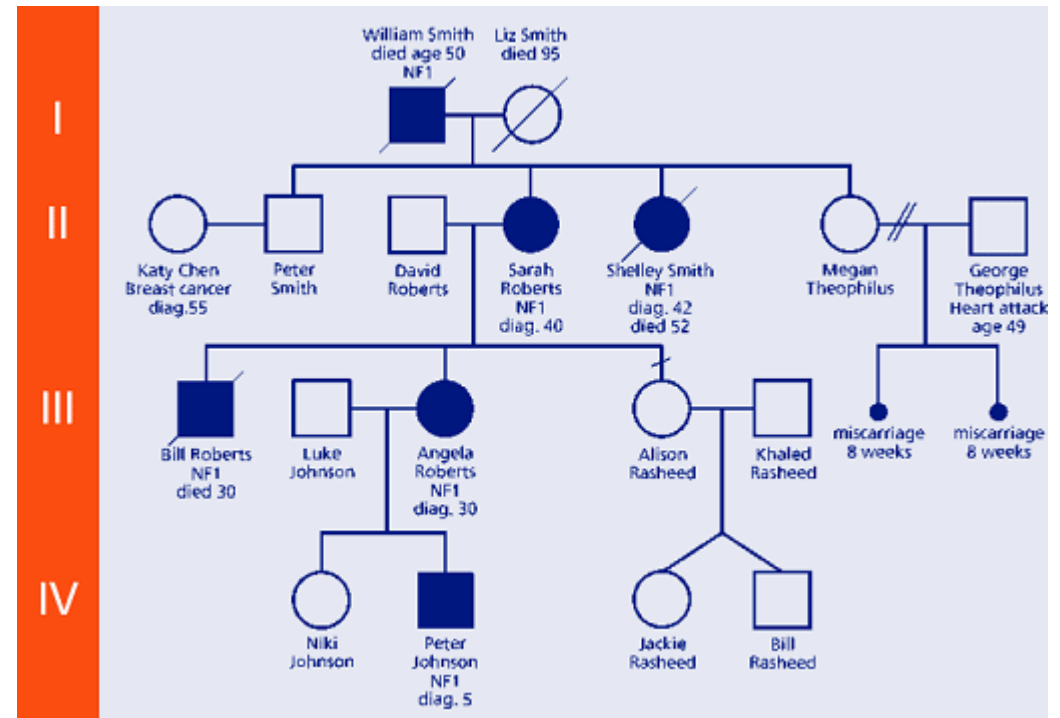 William Smith
died age 50
NF1
Liz Smith
died 95
I
II
Katy Chen
Breast cancer
diag.55
Peter
Smith
David
Roberts
Sarah
Roberts
NF1
diag. 40
Shelley Smith
NF1
diag. 42
died 52
Megan
Theophilus
George
Theophilus
Heart attack
age 49
III
Bill Roberts
NF1
died 30
Luke
Johnson
Angela
Roberts
NF1
diag. 30
Alison
Rasheed
Khaled
Rasheed
miscarriage
8 weeks
miscarriage
8 weeks
IV
Niki
Johnson
Peter
Johnson
NF1
diag. 5
Jackie
Rasheed
Bill
Rasheed